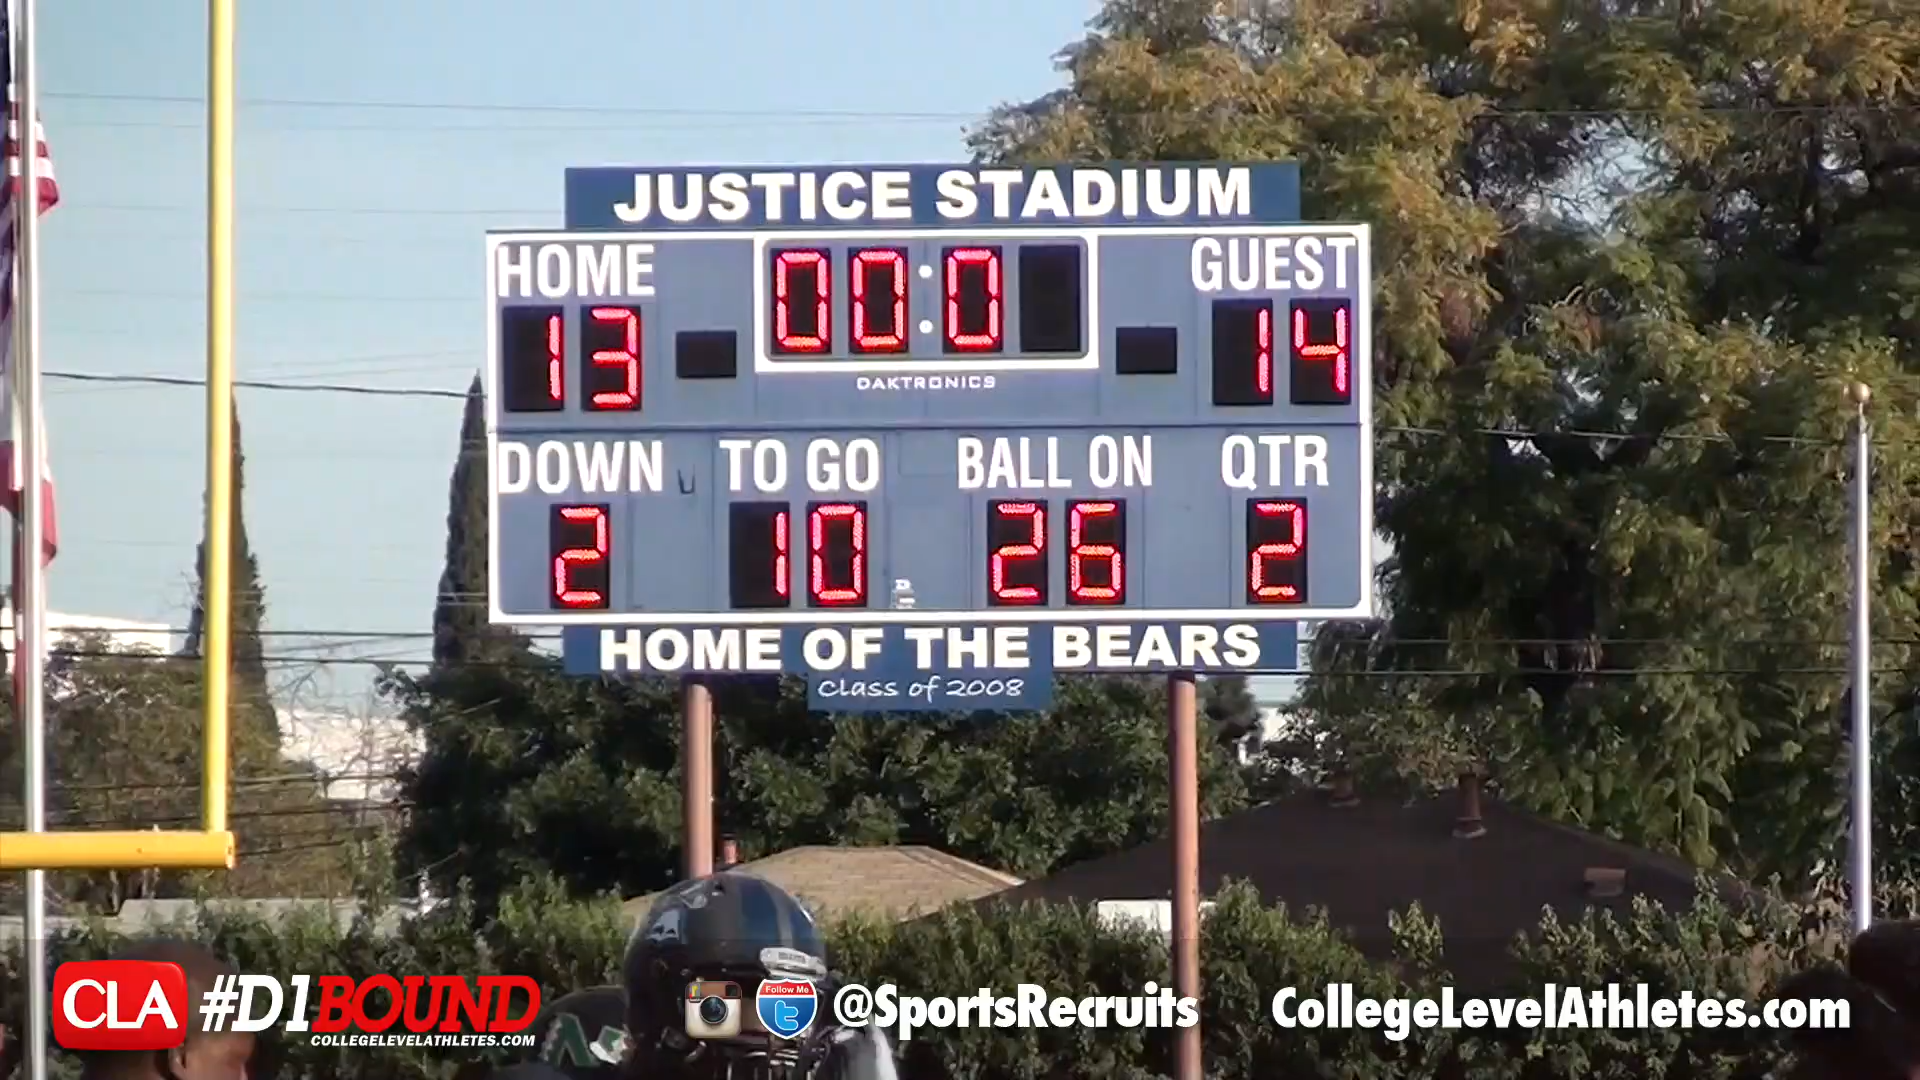 JUSTICE STADIUM
HOME 00:0 GUEST
13 14
DAKTRONICS
DOWN TO GO BALL ON QTR
2 10 26 2
HOME OF THE BEARS
Class of 2008
CLA #D1BOUND
COLLEGELEVELATHLETES.COM
Follow Me
@SportsRecruits
CollegeLevelAthletes.com